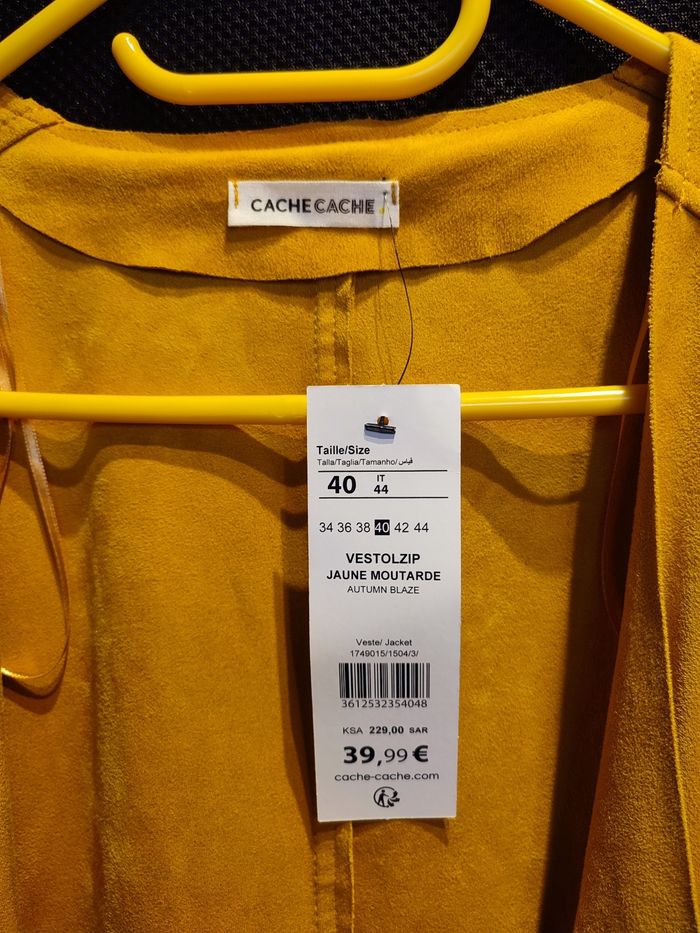 CACHE CACHE
Taille/Size
Talla/Taglia/Tamanho/قياس
40 IT 44
34 36 38 40 42 44
VESTOLZIP
JAUNE MOUTARDE
AUTUMN BLAZE
Veste/ Jacket
1749015/1504/3/
3612532354048
KSA 229,00 SAR
39,99 €
cache-cache.com